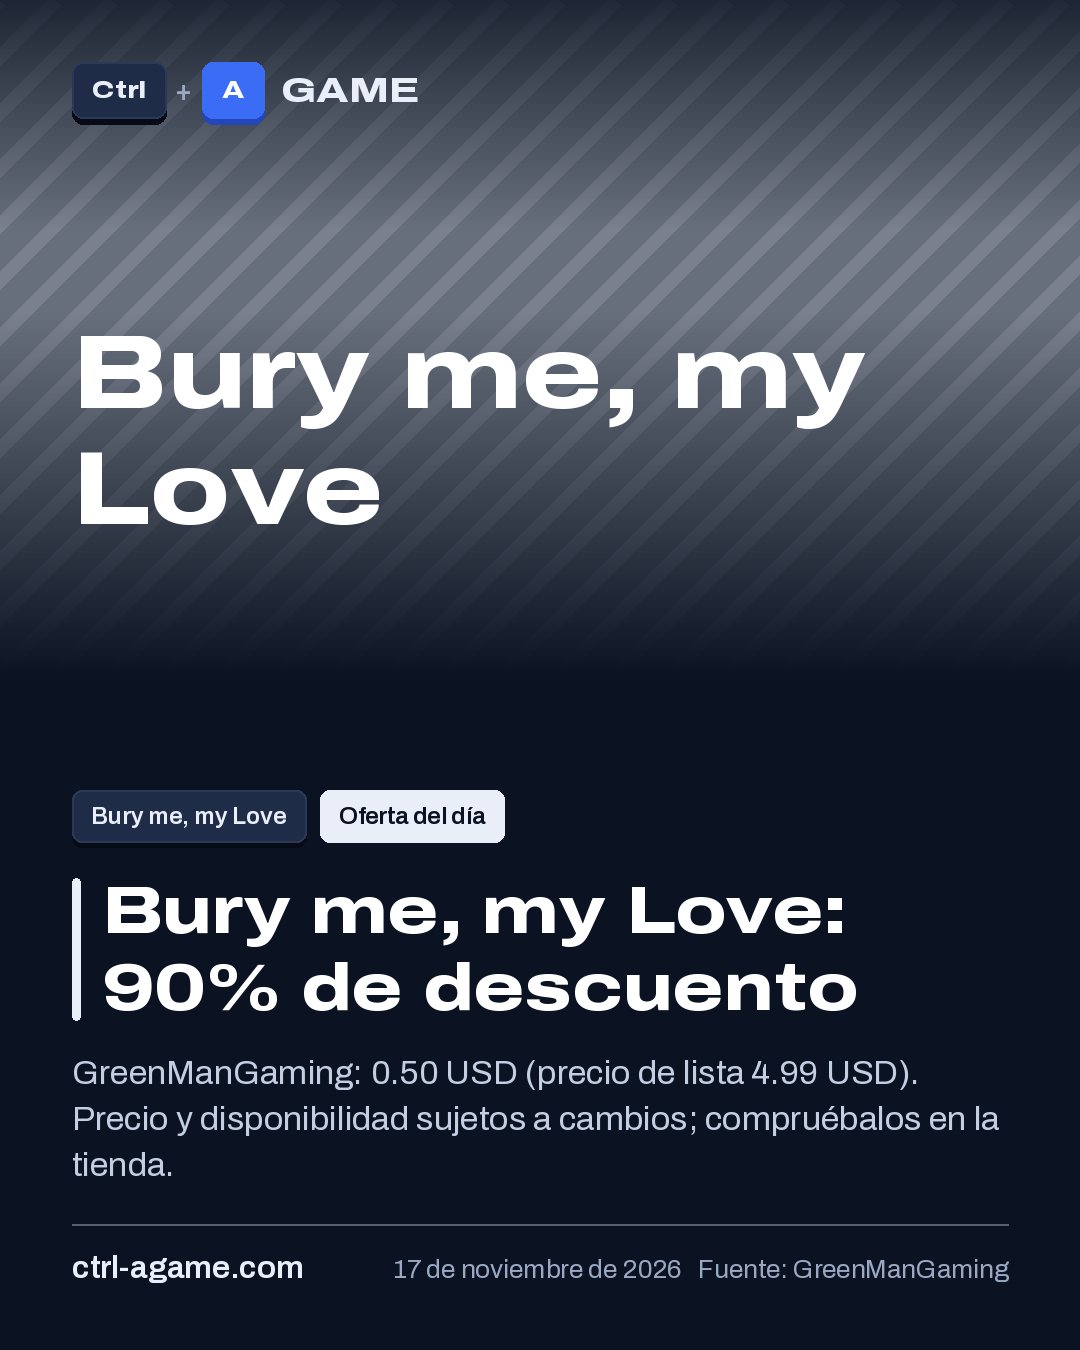 Ctrl + A GAME
Bury me, my
Love
Bury me, my Love Oferta del día
Bury me, my Love:
90% de descuento
GreenManGaming: 0.50 USD (precio de lista 4.99 USD).
Precio y disponibilidad sujetos a cambios; compruébalos en la
tienda.
ctrl-agame.com 17 de noviembre de 2026 Fuente: GreenManGaming